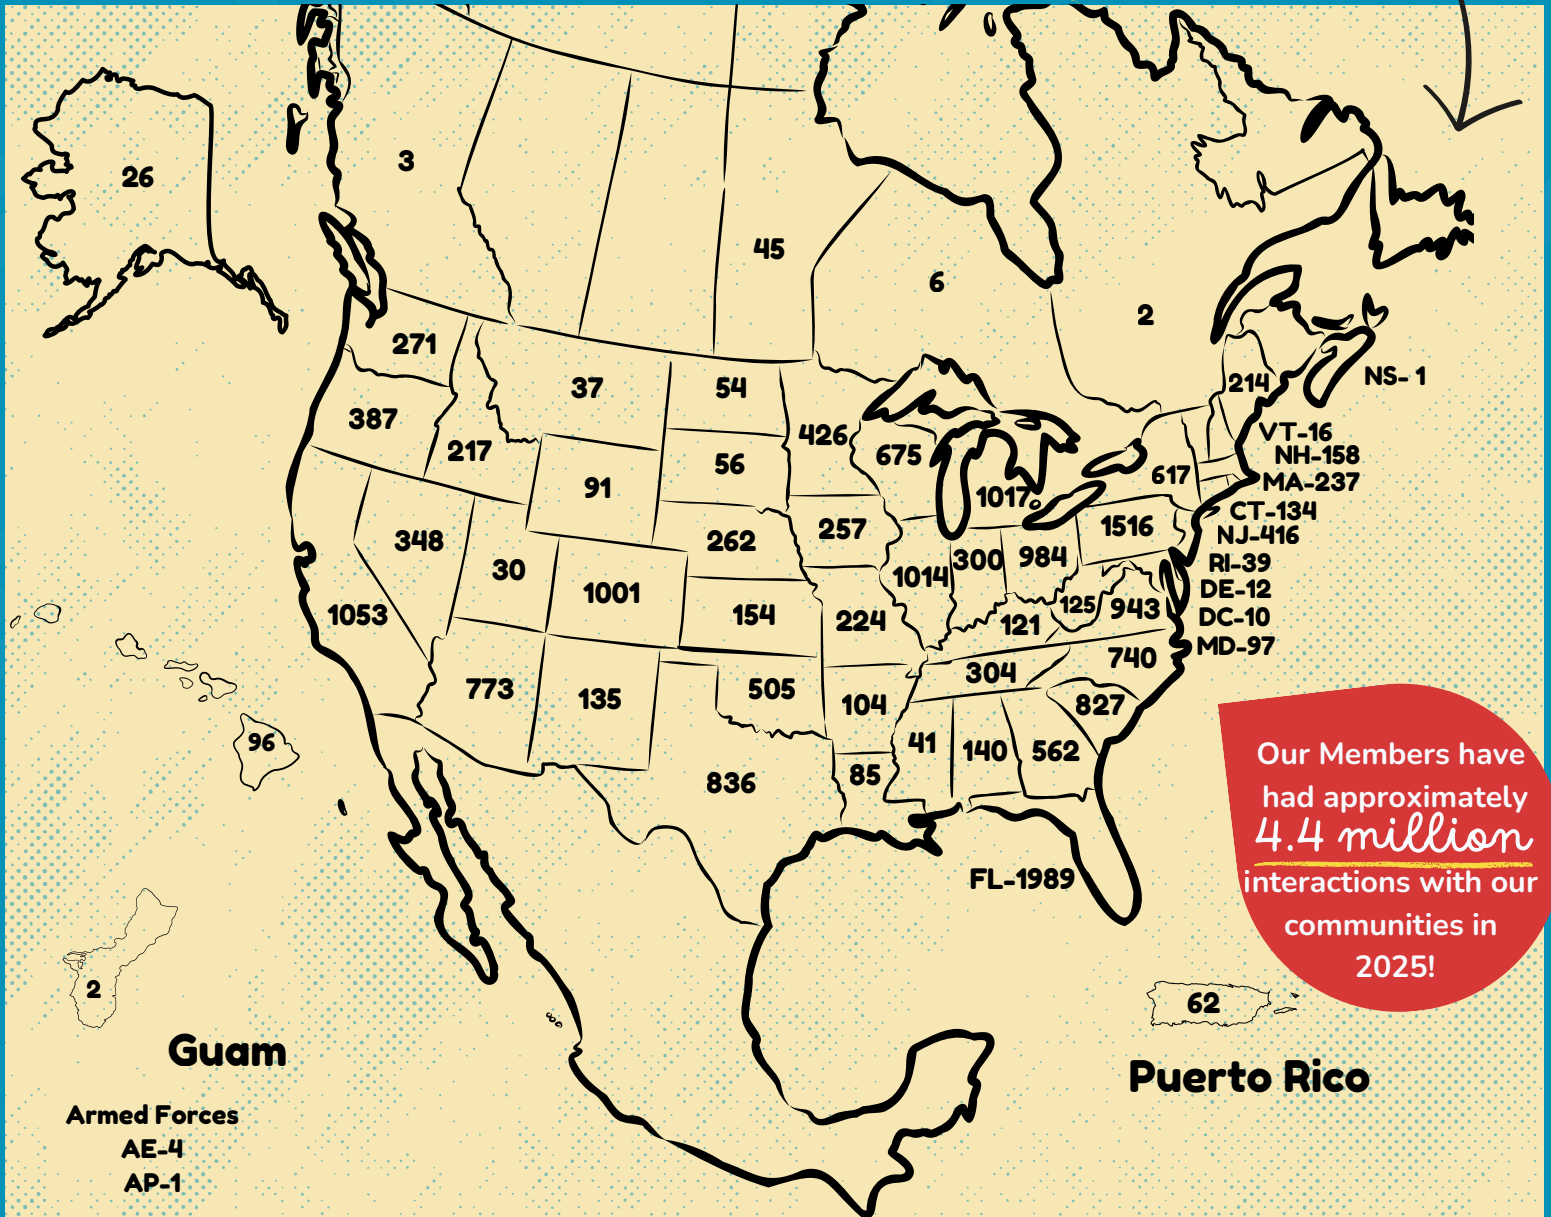 26
3
45
6
2
271
37
54
214
NS- 1
387
217
426
675
VT-16
NH-158
56
617
MA-237
91
1017
CT-134
348
262
257
1516
NJ-416
30
300
984
RI-39
1014
1001
DE-12
1053
154
224
125
943
DC-10
121
MD-97
740
304
773
135
505
104
827
96
41
140
562
85
836
Our Members have
had approximately
4.4 million
interactions with our
communities in
2025!
FL-1989
2
62
Guam
Puerto Rico
Armed Forces
AE-4
AP-1